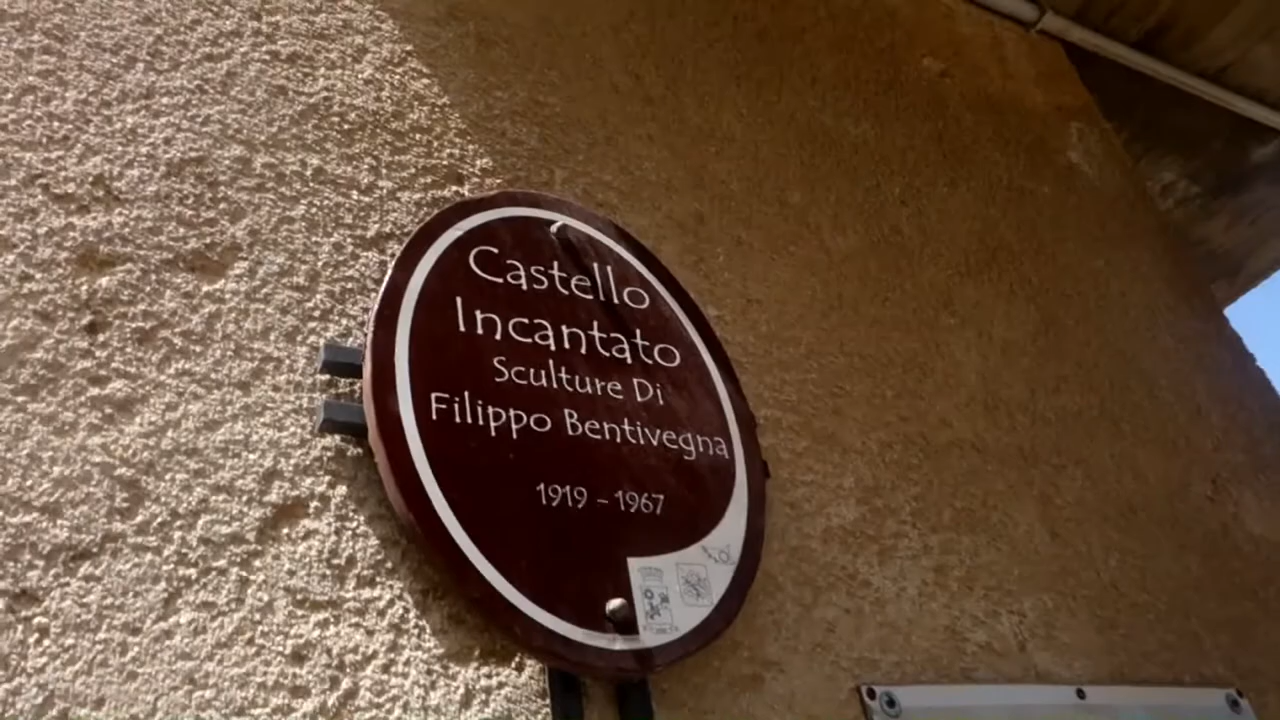 Castello
Incantato
Sculture Di
Filippo Bentivegna
1919 - 1967